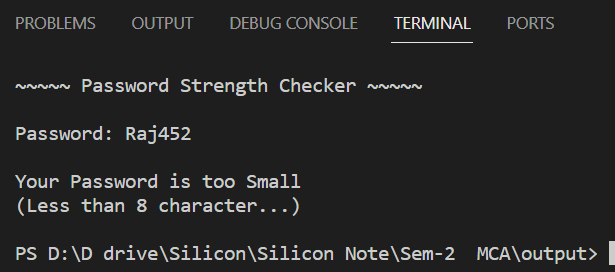 PROBLEMS OUTPUT DEBUG CONSOLE TERMINAL PORTS
~~~~~ Password Strength Checker ~~~~~
Password: Raj452
Your Password is too Small
(Less than 8 character...)
PS D:\D drive\Silicon\Silicon Note\Sem-2  MCA\output>